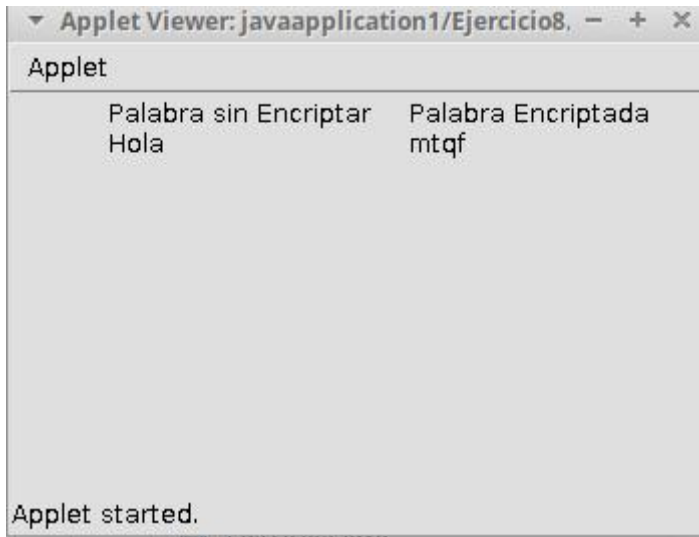 Applet Viewer: javaapplication1/Ejercicio8.
Applet
Palabra sin Encriptar Palabra Encriptada
Hola mtqf
Applet started.